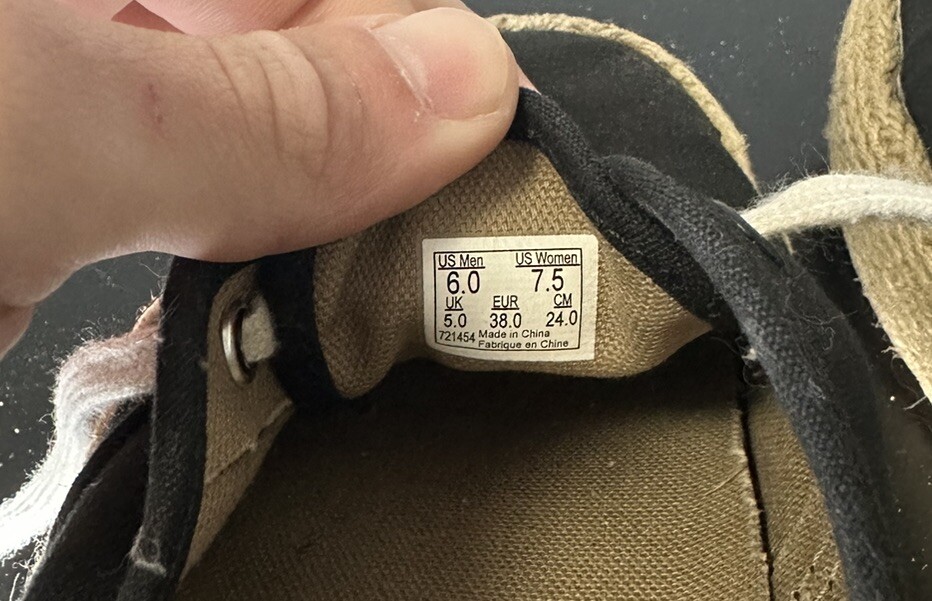 US Men US Women
6.0 7.5
UK EUR CM
5.0 38.0 24.0
721454 Made in China
Fabrique en Chine